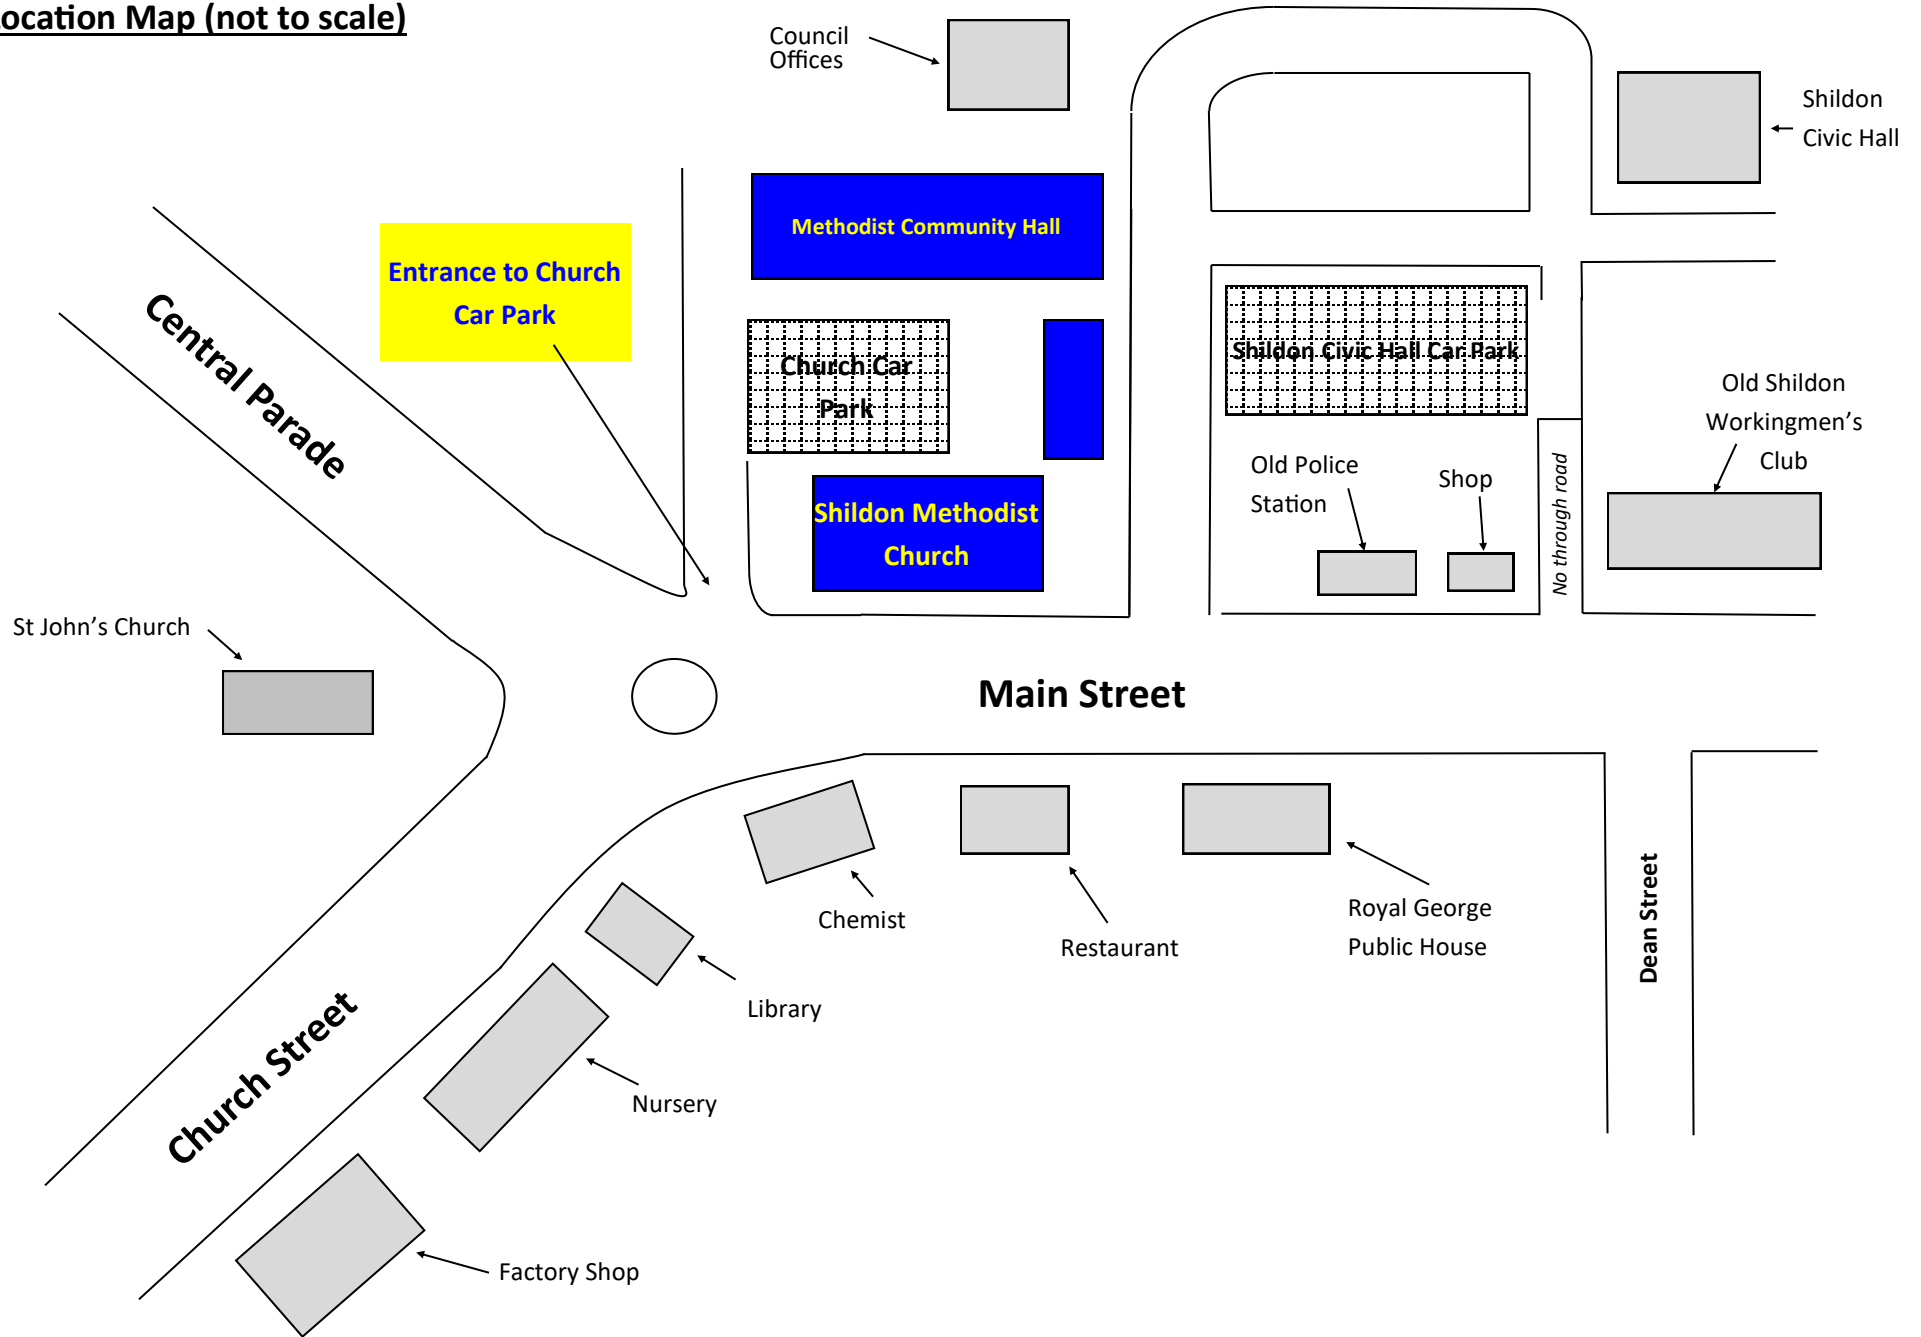 ocation Map (not to scale)
Council
Offices
Shildon
Civic Hall
Methodist Community Hall
Entrance to Church
Car Park
Central Parade
Church Car
Park
Shildon Civic Hall Car Park
Old Shildon
Workingmen's
Club
Old Police
Station
Shop
No through road
Shildon Methodist
Church
St John's Church
Main Street
Chemist
Restaurant
Royal George
Public House
Dean Street
Library
Church Street
Nursery
Factory Shop